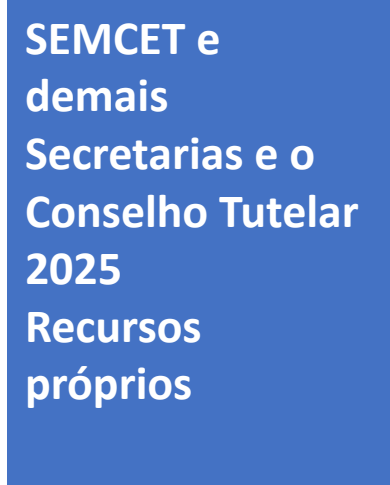 SEMCET e
demais
Secretarias e o
Conselho Tutelar
2025
Recursos
próprios